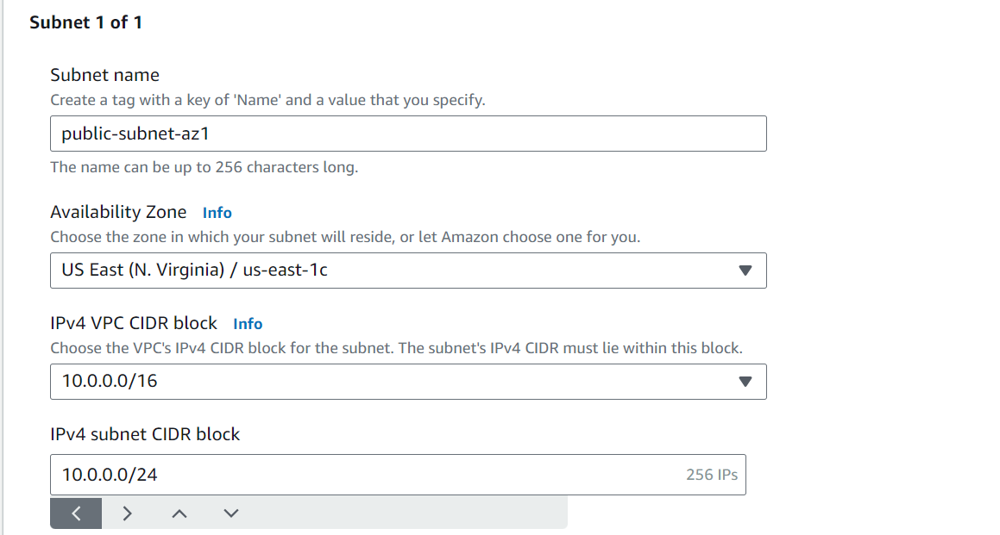 Subnet 1 of 1
Subnet name
Create a tag with a key of 'Name' and a value that you specify.
public-subnet-az1
The name can be up to 256 characters long.
Availability Zone Info
Choose the zone in which your subnet will reside, or let Amazon choose one for you.
US East (N. Virginia) / us-east-1c
IPv4 VPC CIDR block Info
Choose the VPC's IPv4 CIDR block for the subnet. The subnet's IPv4 CIDR must lie within this block.
10.0.0.0/16
IPv4 subnet CIDR block
10.0.0.0/24 256 IPs